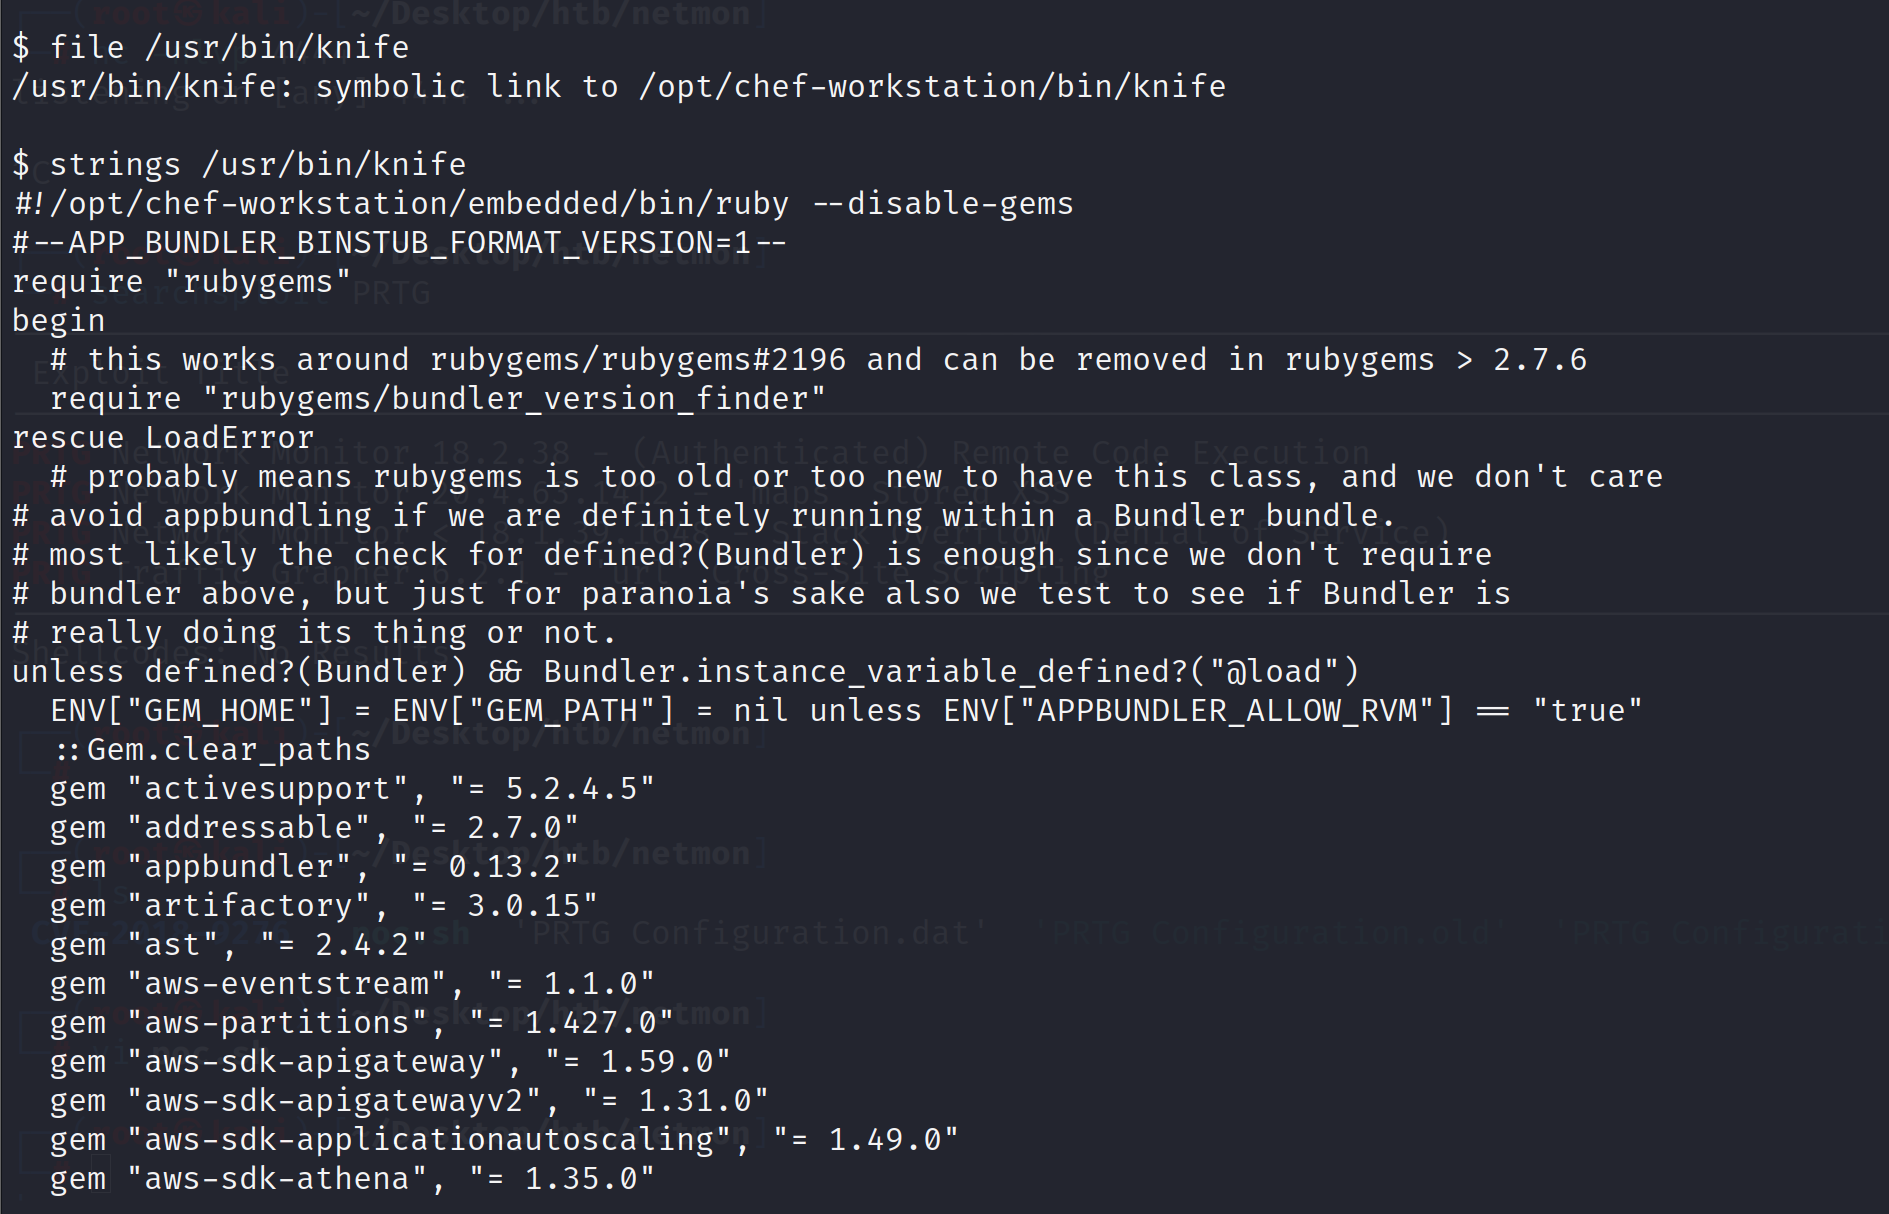 $ file /usr/bin/knife
/usr/bin/knife: symbolic link to /opt/chef-workstation/bin/knife
$ strings /usr/bin/knife
#!/opt/chef-workstation/embedded/bin/ruby --disable-gems
#--APP_BUNDLER_BINSTUB_FORMAT_VERSION=1--
require "rubygems"
begin
  # this works around rubygems/rubygems#2196 and can be removed in rubygems > 2.7.6
  require "rubygems/bundler_version_finder"
rescue LoadError
  # probably means rubygems is too old or too new to have this class, and we don't care
# avoid appbundling if we are definitely running within a Bundler bundle.
# most likely the check for defined?(Bundler) is enough since we don't require
# bundler above, but just for paranoia's sake also we test to see if Bundler is
# really doing its thing or not.
unless defined?(Bundler) && Bundler.instance_variable_defined?("@load")
  ENV["GEM_HOME"] = ENV["GEM_PATH"] = nil unless ENV["APPBUNDLER_ALLOW_RVM"] == "true"
  ::Gem.clear_paths
  gem "activesupport", "= 5.2.4.5"
  gem "addressable", "= 2.7.0"
  gem "appbundler", "= 0.13.2"
  gem "artifactory", "= 3.0.15"
  gem "ast", "= 2.4.2"
  gem "aws-eventstream", "= 1.1.0"
  gem "aws-partitions", "= 1.427.0"
  gem "aws-sdk-apigateway", "= 1.59.0"
  gem "aws-sdk-apigatewayv2", "= 1.31.0"
  gem "aws-sdk-applicationautoscaling", "= 1.49.0"
  gem "aws-sdk-athena", "= 1.35.0"